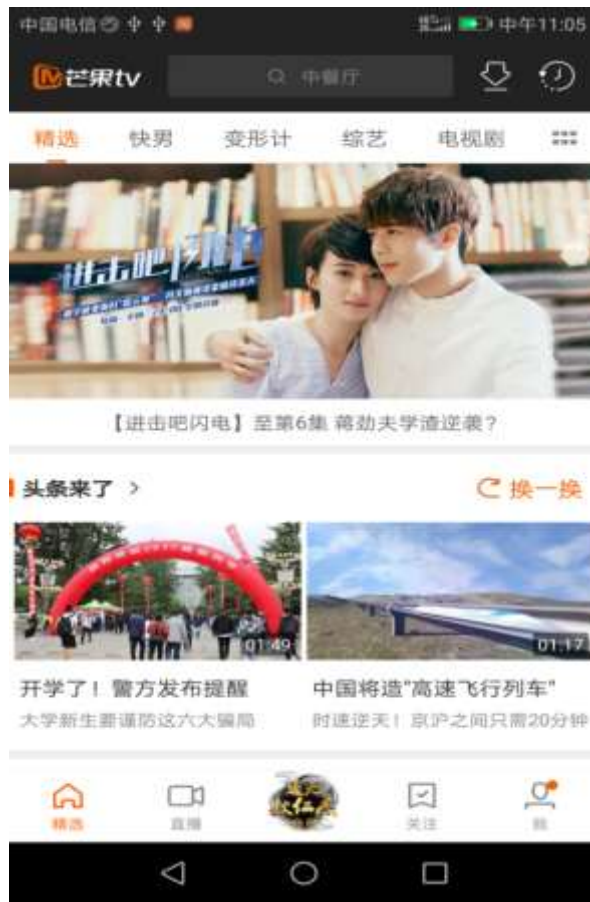 中国电信
中午11:05
芒果tv
中餐厅
精选 快男 变形计 综艺 电视剧
进击吧闪电
【进击吧闪电】至第6集 蒋劲夫学渣逆袭?
头条来了 >
换一换
01:49
01:17
开学了!警方发布提醒
中国将造"高速飞行列车"
大学新生要谨防这六大骗局
时速逆天!京沪之间只需20分钟
精选 直播 关注 我